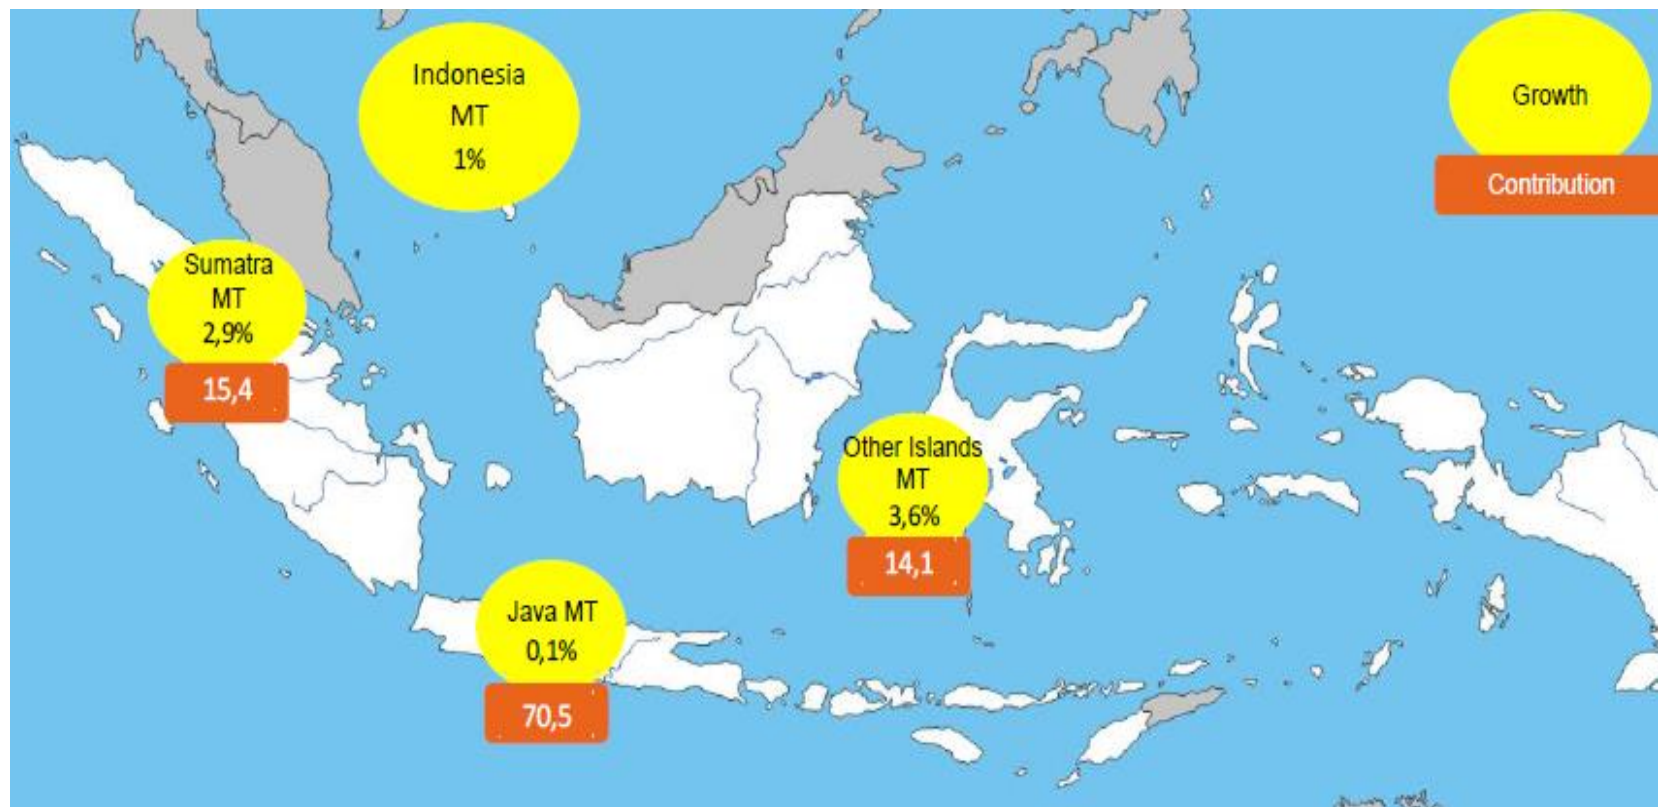 Indonesia
MT
1%
Growth
Contribution
Sumatra
MT
2,9%
15,4
Other Islands
MT
3,6%
14,1
Java MT
0,1%
70,5